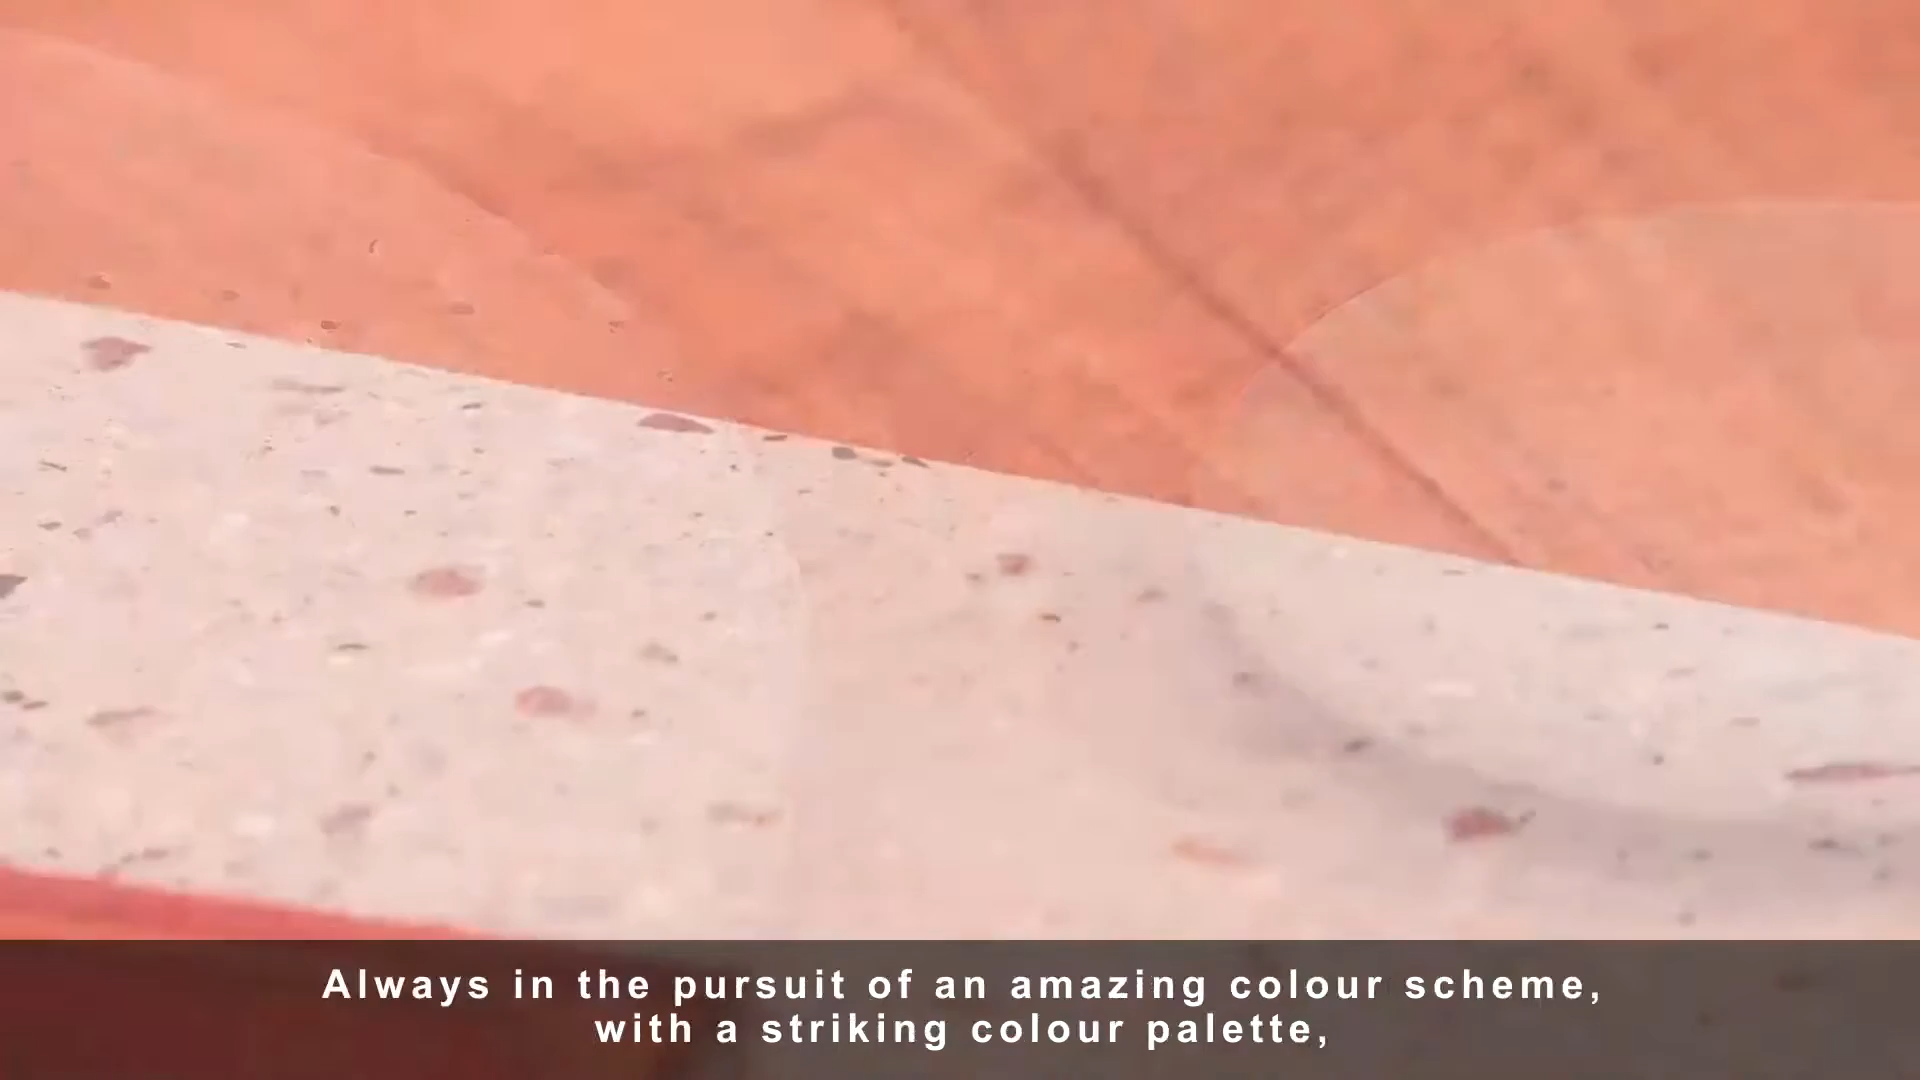 Always in the pursuit of an amazing colour scheme,
with a striking colour palette,